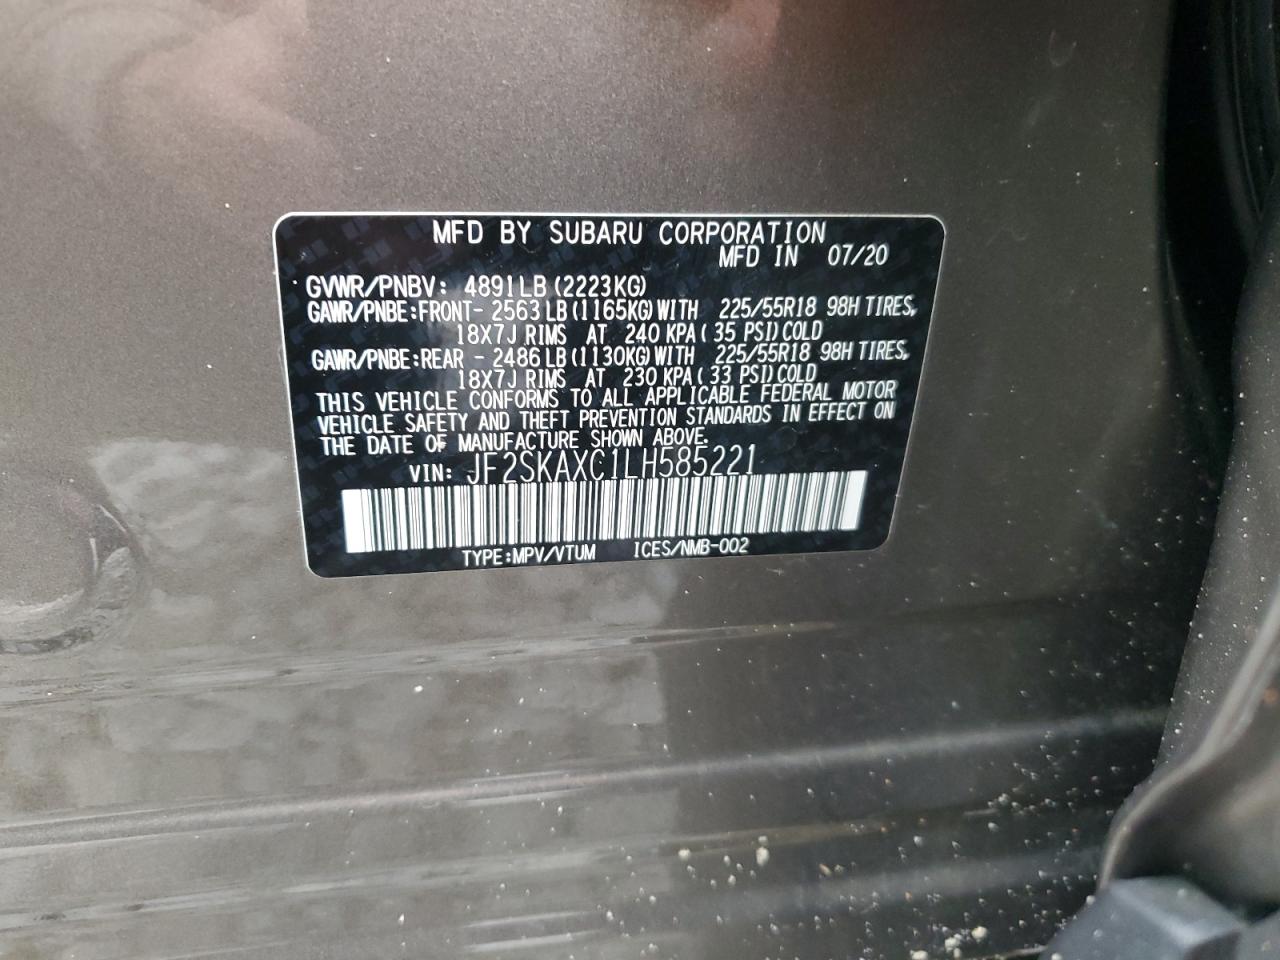 MFD BY SUBARU CORPORATION
MFD IN 07/20
GVWR/PNBV: 4891LB (2223KG)
GAWR/PNBE:FRONT- 2563LB(1165KG)WITH 225/55R18 98H TIRES,
18X7J RIMS AT 240 KPA( 35 PSI)COLD
GAWR/PNBE:REAR - 2486LB(1130KG)WITH 225/55R18 98H TIRES,
18X7J RIMS AT 230 KPA( 33 PSI)COLD
THIS VEHICLE CONFORMS TO ALL APPLICABLE FEDERAL MOTOR
VEHICLE SAFETY AND THEFT PREVENTION STANDARDS IN EFFECT ON
THE DATE OF MANUFACTURE SHOWN ABOVE.
VIN: JF2SKAXC1LH585221
TYPE:MPV/VTUM ICES/NMB-002